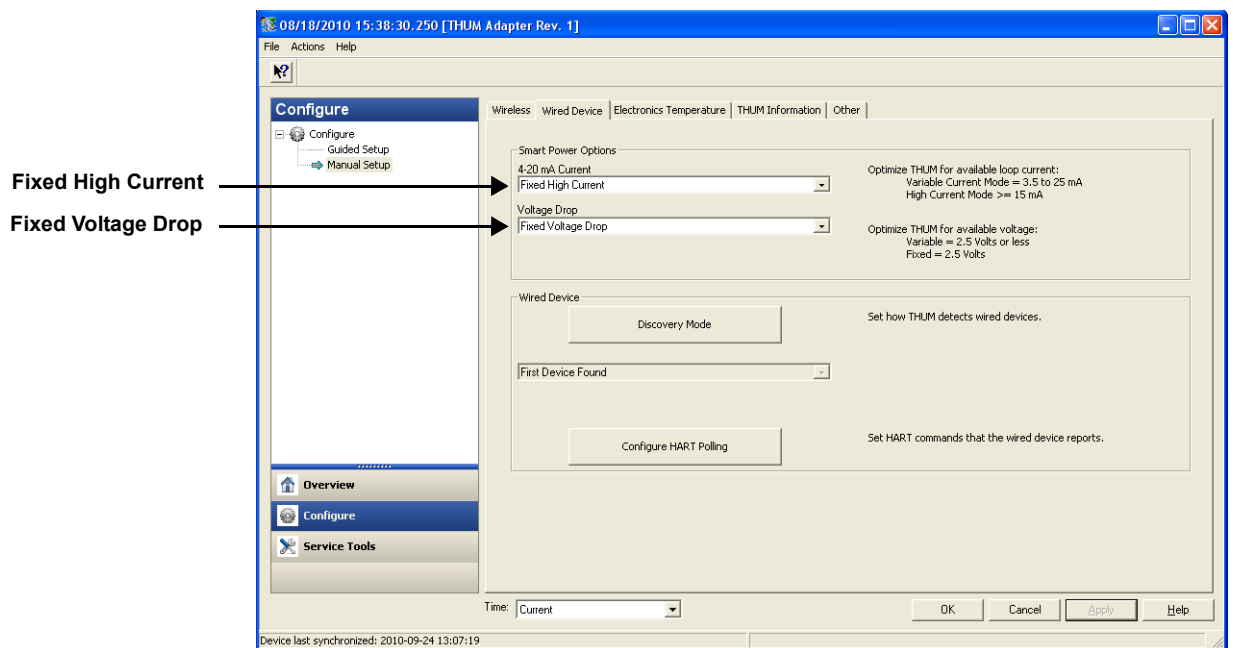 08/18/2010 15:38:30.250 [THUM Adapter Rev. 1]
File Actions Help
Configure
Configure
Guided Setup
Manual Setup
Overview
Configure
Service Tools
Wireless Wired Device Electronics Temperature THUM Information Other
Smart Power Options
4-20 mA Current
Fixed High Current
Fixed High Current
Optimize THUM for available loop current:
Variable Current Mode = 3.5 to 25 mA
High Current Mode >= 15 mA
Voltage Drop
Fixed Voltage Drop
Fixed Voltage Drop
Optimize THUM for available voltage:
Variable = 2.5 Volts or less
Fixed = 2.5 Volts
Wired Device
Discovery Mode
Set how THUM detects wired devices.
First Device Found
Configure HART Polling
Set HART commands that the wired device reports.
Time: Current
OK Cancel Apply Help
Device last synchronized: 2010-09-24 13:07:19